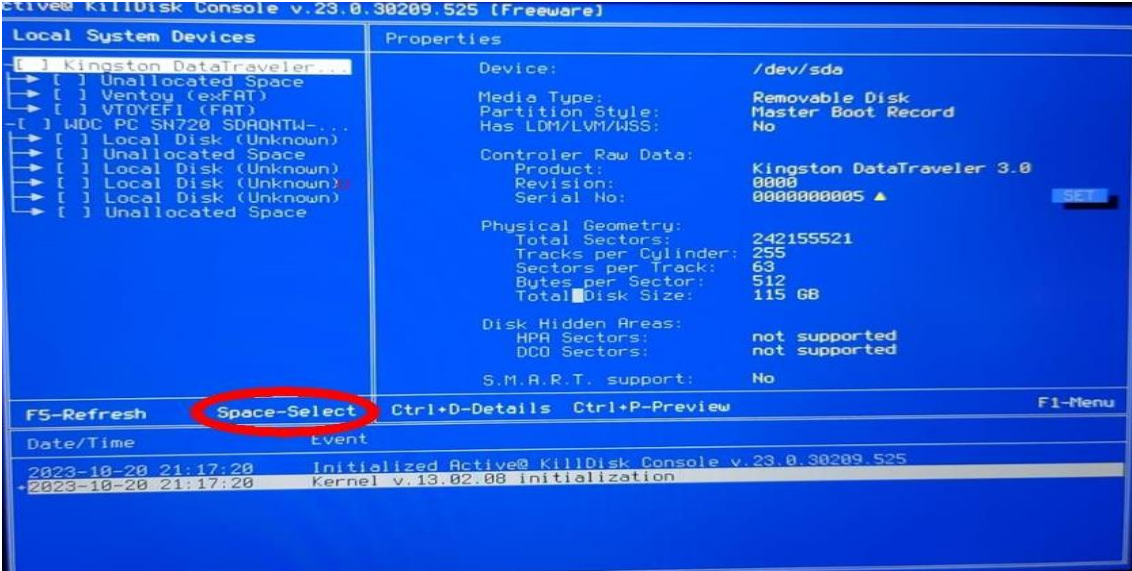 ctive@ KillDisk Console v.23.0.30209.525 [Freeware]
Local System Devices
-[ ] Kingston DataTraveler...
[ ] Unallocated Space
[ ] Ventoy (exFAT)
[ ] VTOYEFI (FAT)
-[ ] WDC PC SN720 SDAQNTW-...
[ ] Local Disk (Unknown)
[ ] Unallocated Space
[ ] Local Disk (Unknown)
[ ] Local Disk (Unknown)
[ ] Local Disk (Unknown)
[ ] Unallocated Space
Properties
Device: /dev/sda
Media Type: Removable Disk
Partition Style: Master Boot Record
Has LDM/LVM/WSS: No
Controler Raw Data:
Product: Kingston DataTraveler 3.0
Revision: 0000
Serial No: 0000000005 ▲ SET
Physical Geometry:
Total Sectors: 242155521
Tracks per Cylinder: 255
Sectors per Track: 63
Bytes per Sector: 512
Total Disk Size: 115 GB
Disk Hidden Areas:
HPA Sectors: not supported
DCO Sectors: not supported
S.M.A.R.T. support: No
F5-Refresh Space-Select Ctrl+D-Details Ctrl+P-Preview F1-Menu
Date/Time Event
2023-10-20 21:17:20 Initialized Active@ KillDisk Console v.23.0.30209.525
+2023-10-20 21:17:20 Kernel v.13.02.08 initialization